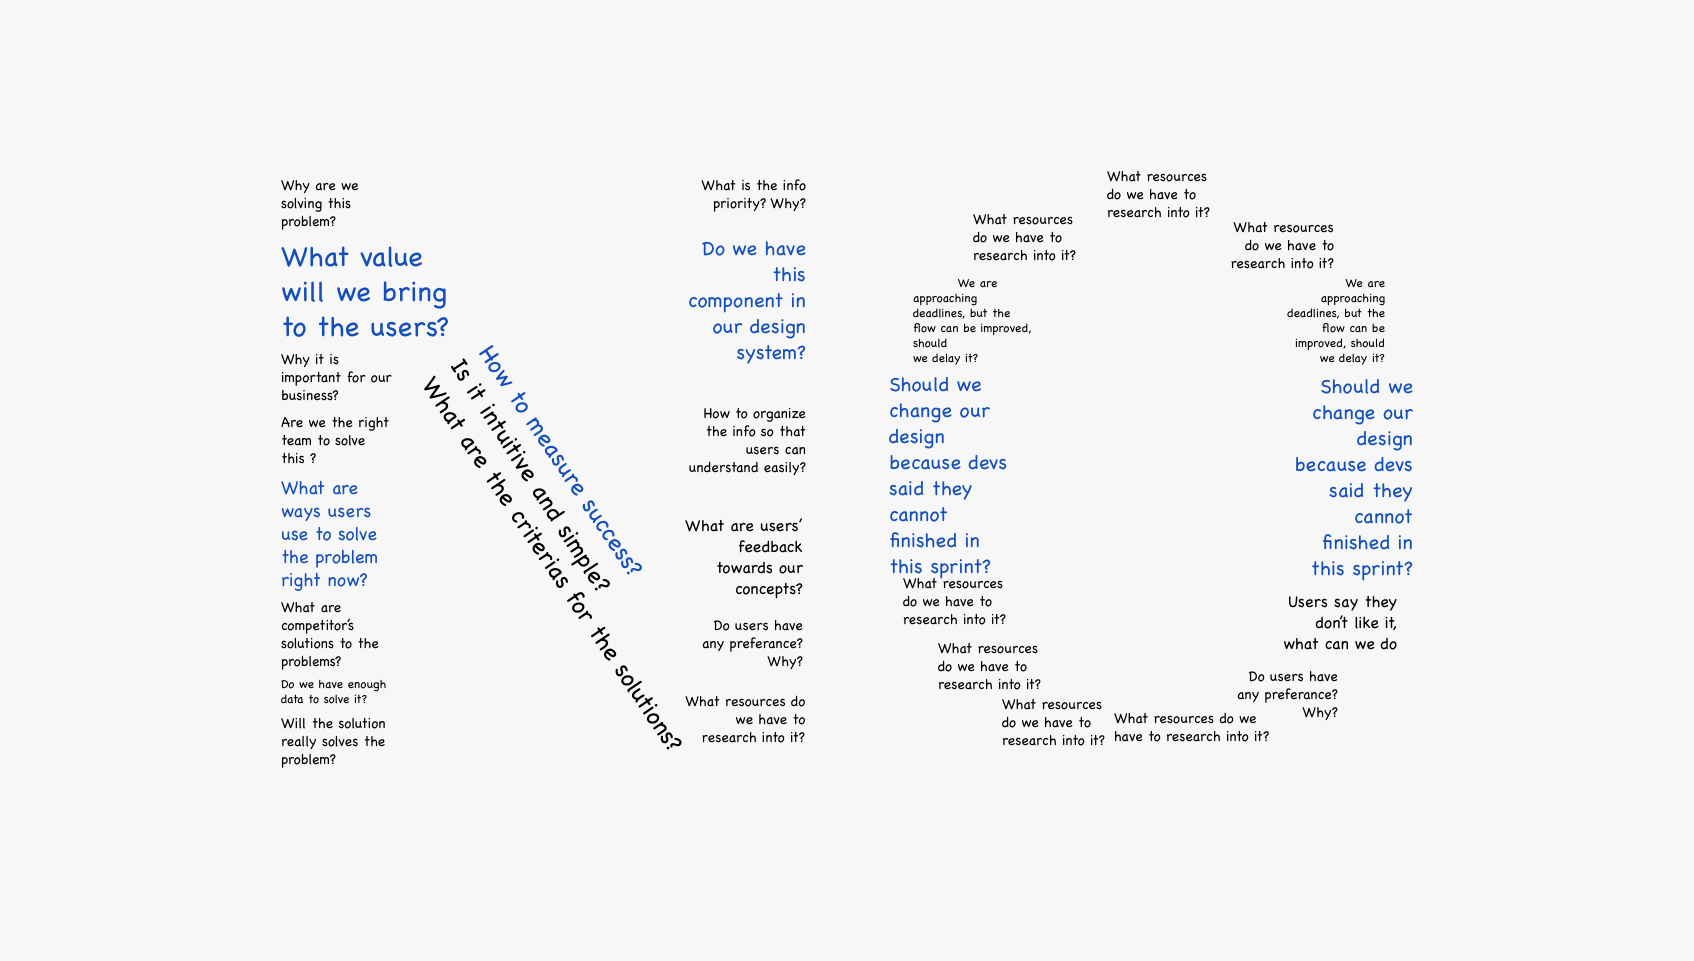 Why are we
solving this
problem?
What value
will we bring
to the users?
Why it is
important for our
business?
Are we the right
team to solve
this ?
What are
ways users
use to solve
the problem
right now?
What are
competitor's
solutions to the
problems?
Do we have enough
data to solve it?
Will the solution
really solves the
problem?
How to measure success?
Is it intuitive and simple?
What are the criterias for the solutions?
What is the info
priority? Why?
Do we have
this
component in
our design
system?
How to organize
the info so that
users can
understand easily?
What are users'
feedback
towards our
concepts?
Do users have
any preferance?
Why?
What resources do
we have to
research into it?
What resources
do we have to
research into it?
What resources
do we have to
research into it?
What resources
do we have to
research into it?
We are
approaching
deadlines, but the
flow can be improved,
should
we delay it?
Should we
change our
design
because devs
said they
cannot
finished in
this sprint?
What resources
do we have to
research into it?
What resources
do we have to
research into it?
What resources
do we have to
research into it?
What resources do we
have to research into it?
We are
approaching
deadlines, but the
flow can be
improved, should
we delay it?
Should we
change our
design
because devs
said they
cannot
finished in
this sprint?
Users say they
don't like it,
what can we do
Do users have
any preferance?
Why?